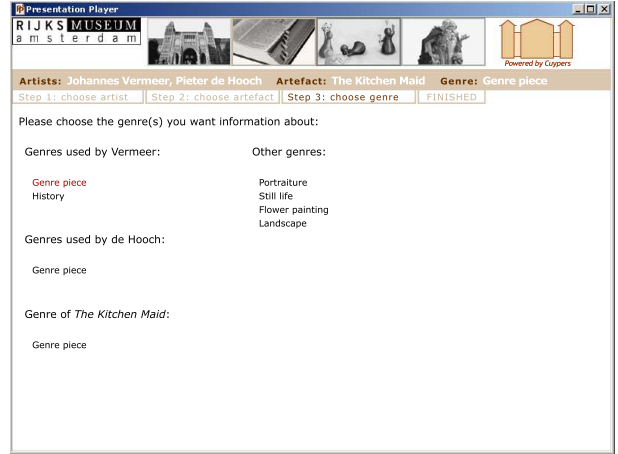 Presentation Player
RIJKS MUSEUM
amsterdam
Powered by Cuypers
Artists: Johannes Vermeer, Pieter de Hooch Artefact: The Kitchen Maid Genre: Genre piece
Step 1: choose artist Step 2: choose artefact Step 3: choose genre FINISHED
Please choose the genre(s) you want information about:
Genres used by Vermeer:
Genre piece
History
Other genres:
Portraiture
Still life
Flower painting
Landscape
Genres used by de Hooch:
Genre piece
Genre of The Kitchen Maid:
Genre piece